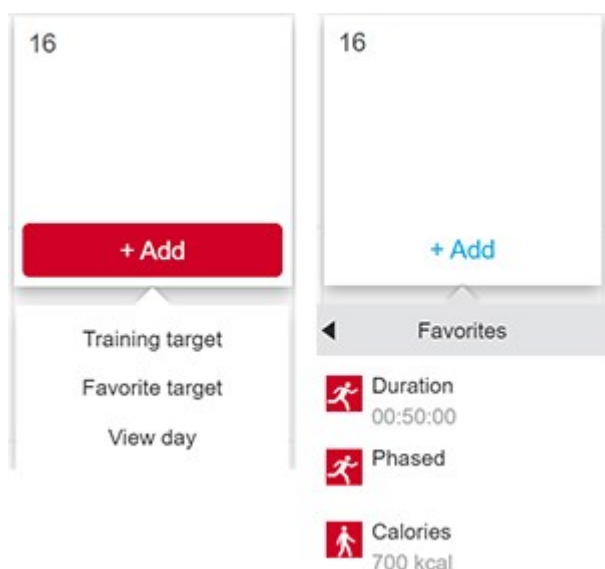 16
+ Add
Training target
Favorite target
View day
16
+ Add
Favorites
Duration
00:50:00
Phased
Calories
700 kcal